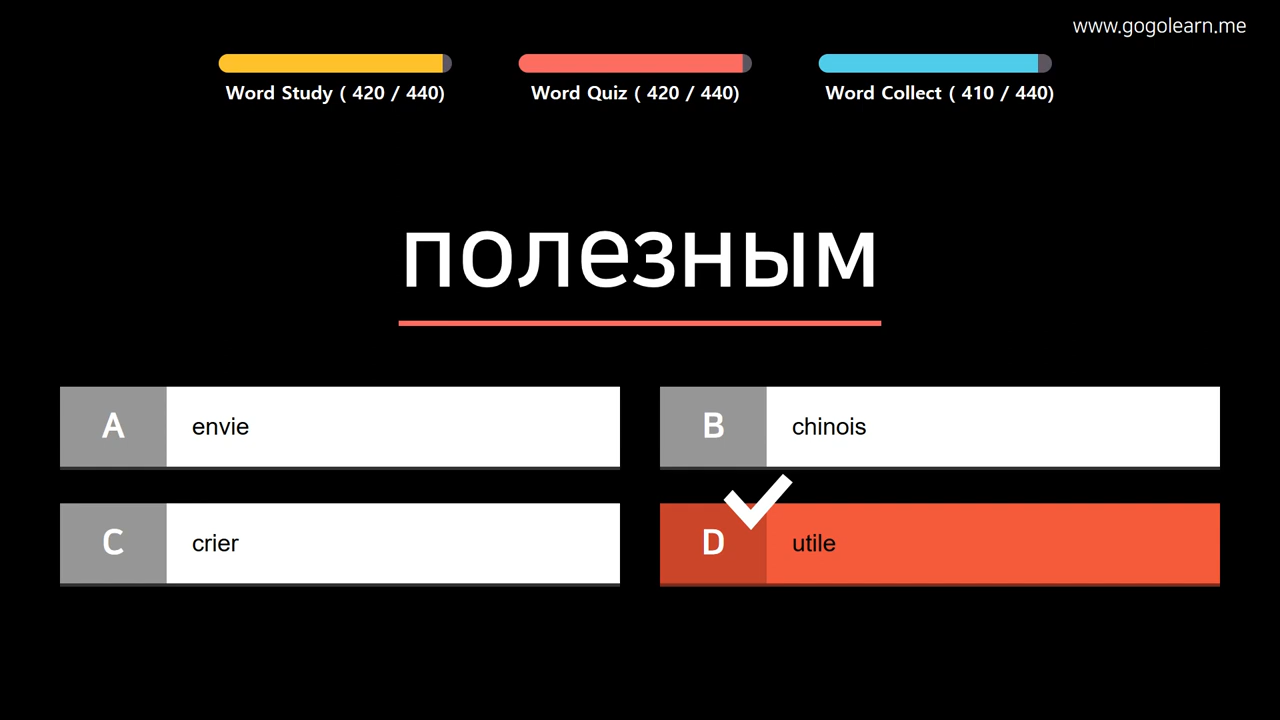 www.gogolearn.me
Word Study ( 420 / 440)
Word Quiz ( 420 / 440)
Word Collect ( 410 / 440)
полезным
A envie
B chinois
C crier
D utile